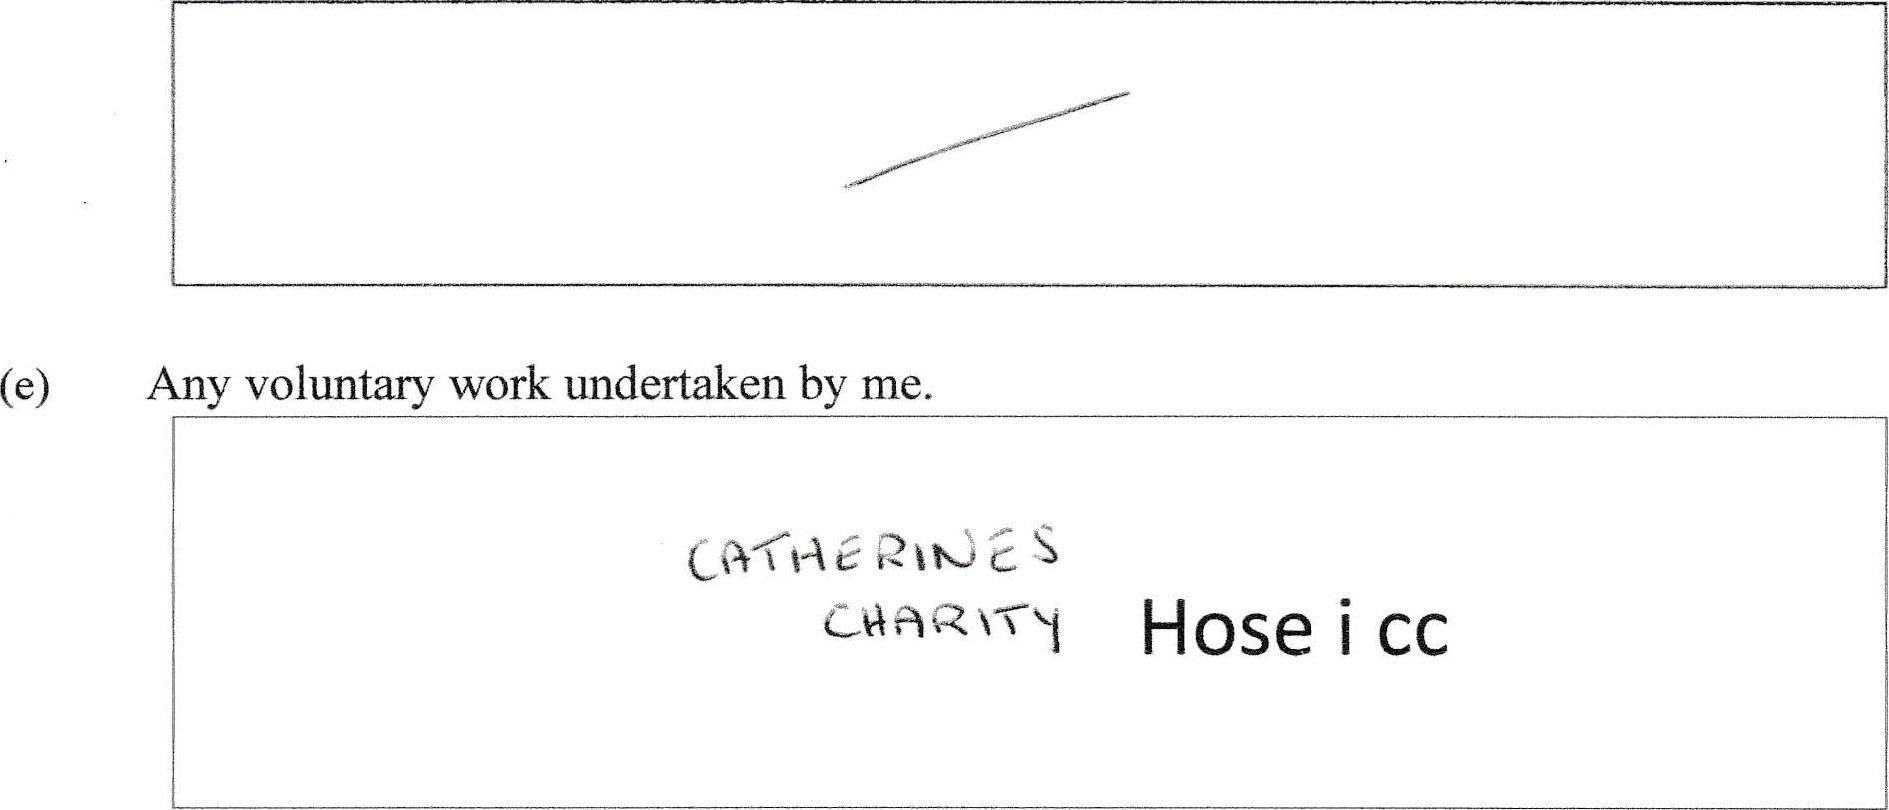 (e) Any voluntary work undertaken by me.
CATHERINES
CHARITY Hose i cc